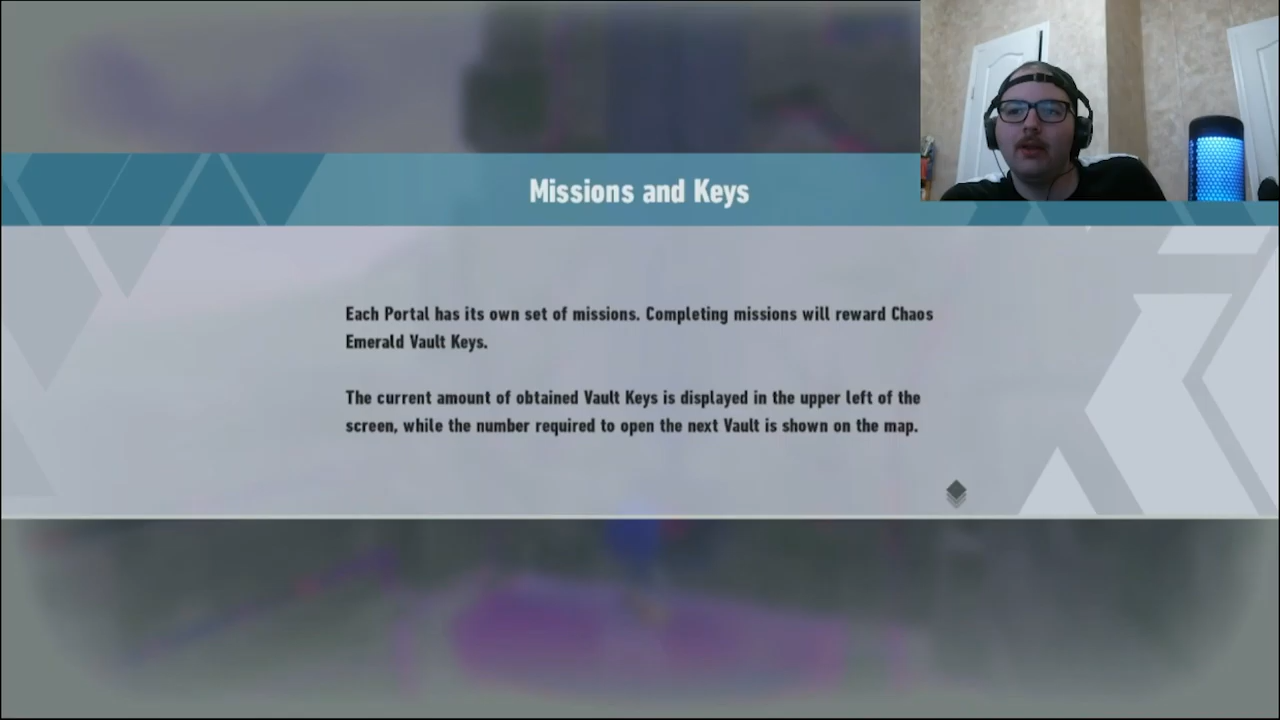 Missions and Keys
Each Portal has its own set of missions. Completing missions will reward Chaos
Emerald Vault Keys.
The current amount of obtained Vault Keys is displayed in the upper left of the
screen, while the number required to open the next Vault is shown on the map.